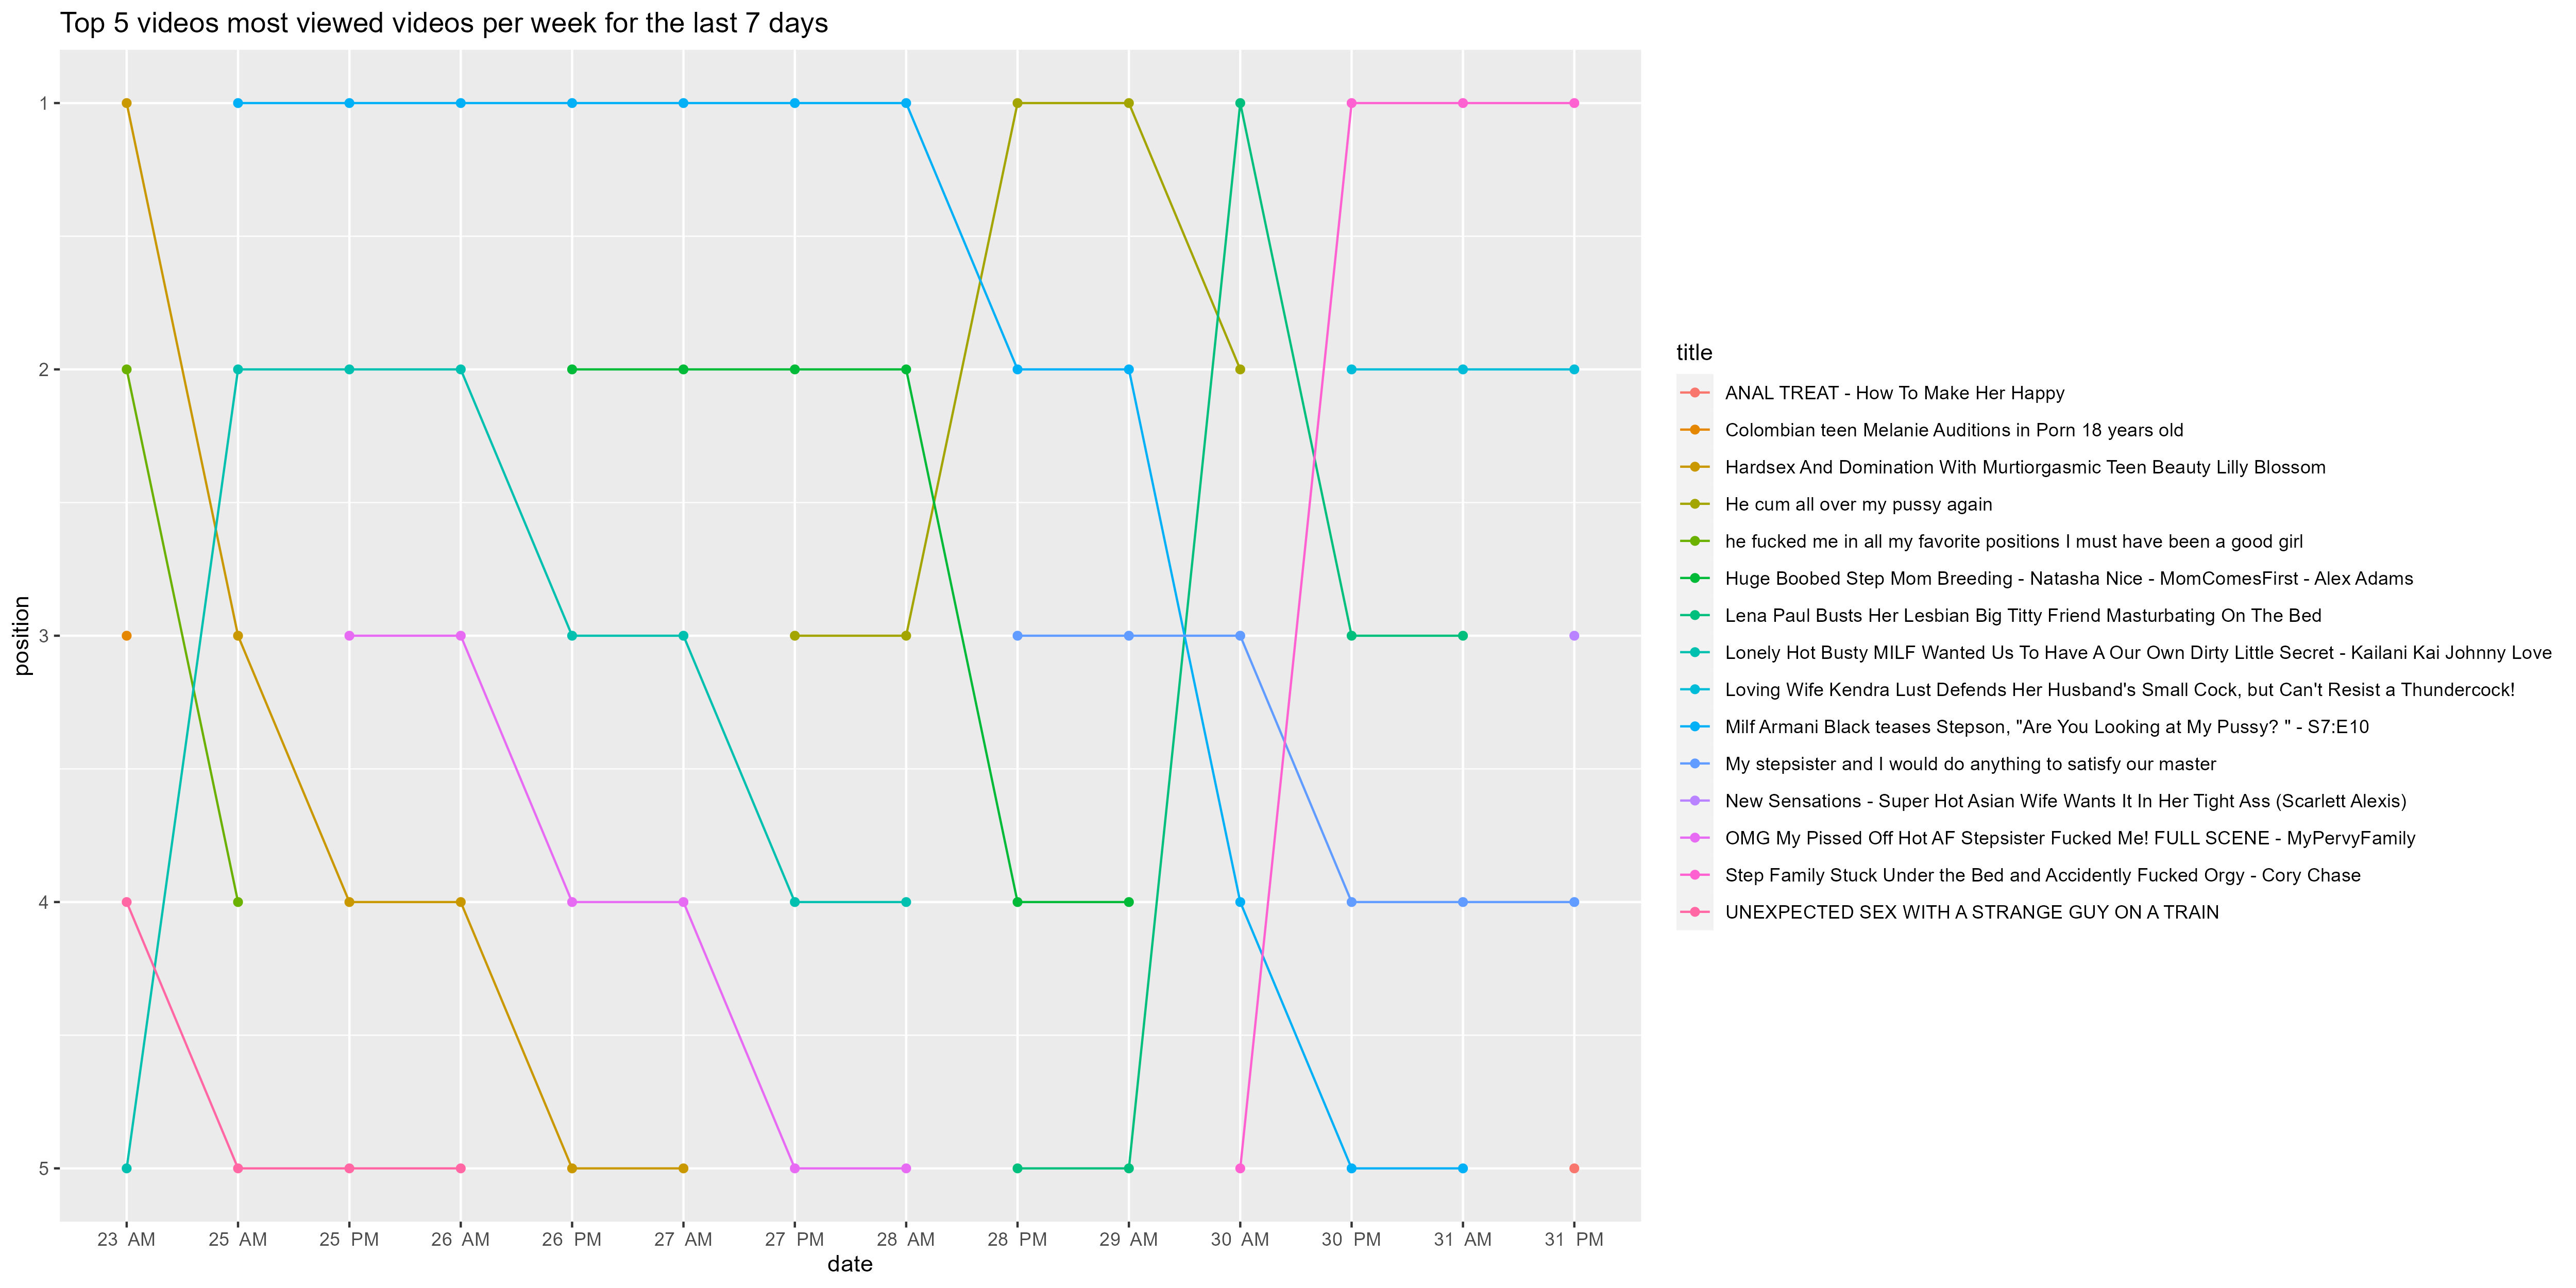 Top 5 videos most viewed videos per week for the last 7 days
position
1
2
3
4
5
23 AM
25 AM
25 PM
26 AM
26 PM
27 AM
27 PM
28 AM
28 PM
29 AM
30 AM
30 PM
31 AM
31 PM
date
title
ANAL TREAT - How To Make Her Happy
Colombian teen Melanie Auditions in Porn 18 years old
Hardsex And Domination With Murtiorgasmic Teen Beauty Lilly Blossom
He cum all over my pussy again
he fucked me in all my favorite positions I must have been a good girl
Huge Boobed Step Mom Breeding - Natasha Nice - MomComesFirst - Alex Adams
Lena Paul Busts Her Lesbian Big Titty Friend Masturbating On The Bed
Lonely Hot Busty MILF Wanted Us To Have A Our Own Dirty Little Secret - Kailani Kai Johnny Love
Loving Wife Kendra Lust Defends Her Husband's Small Cock, but Can't Resist a Thundercock!
Milf Armani Black teases Stepson, "Are You Looking at My Pussy? " - S7:E10
My stepsister and I would do anything to satisfy our master
New Sensations - Super Hot Asian Wife Wants It In Her Tight Ass (Scarlett Alexis)
OMG My Pissed Off Hot AF Stepsister Fucked Me! FULL SCENE - MyPervyFamily
Step Family Stuck Under the Bed and Accidently Fucked Orgy - Cory Chase
UNEXPECTED SEX WITH A STRANGE GUY ON A TRAIN